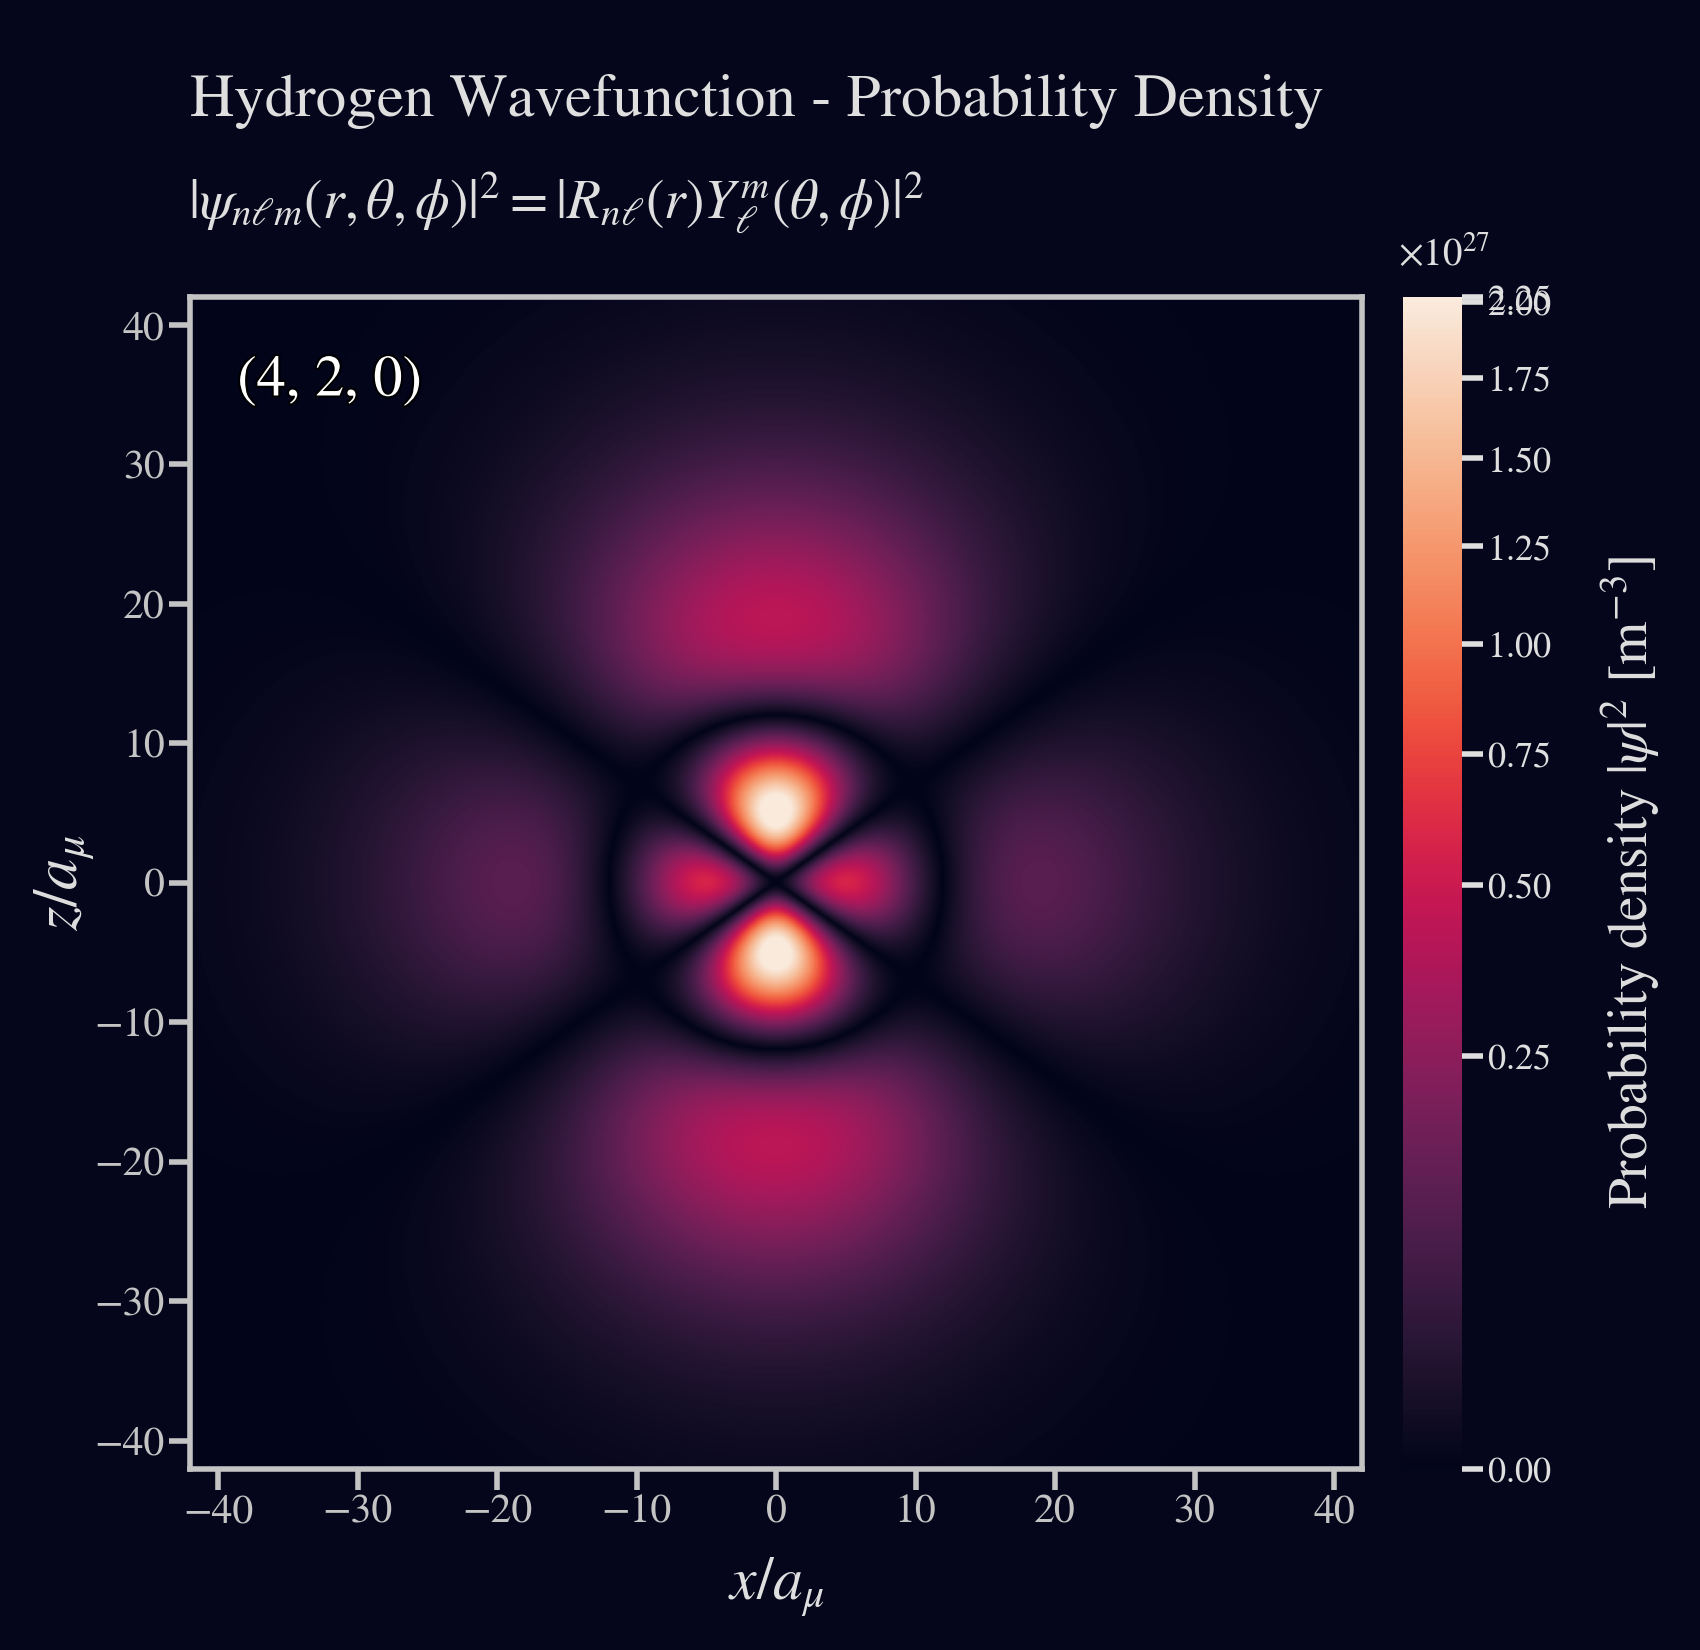 Hydrogen Wavefunction - Probability Density
|ψₙℓₘ(r, θ, ϕ)|² = |Rₙℓ(r)Yℓᵐ(θ, ϕ)|²
×10²⁷
(4, 2, 0)
40
30
20
10
0
−10
−20
−30
−40
z/aμ
−40 −30 −20 −10 0 10 20 30 40
x/aμ
2.00
1.75
1.50
1.25
1.00
0.75
0.50
0.25
0.00
Probability density |ψ|² [m⁻³]